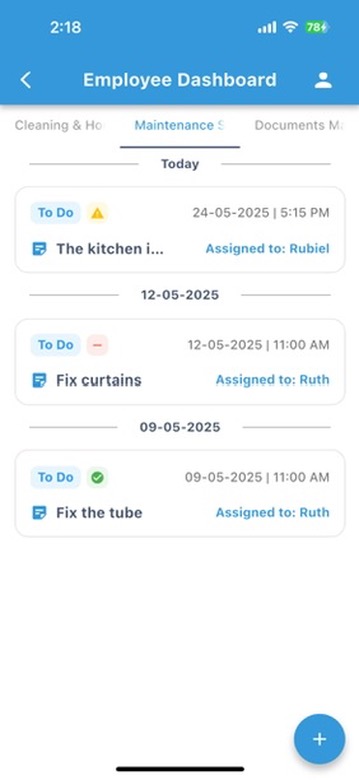 2:18
78
Employee Dashboard
Cleaning & Ho
Maintenance S
Documents Ma
Today
To Do
24-05-2025 | 5:15 PM
The kitchen i...
Assigned to: Rubiel
12-05-2025
To Do
12-05-2025 | 11:00 AM
Fix curtains
Assigned to: Ruth
09-05-2025
To Do
09-05-2025 | 11:00 AM
Fix the tube
Assigned to: Ruth